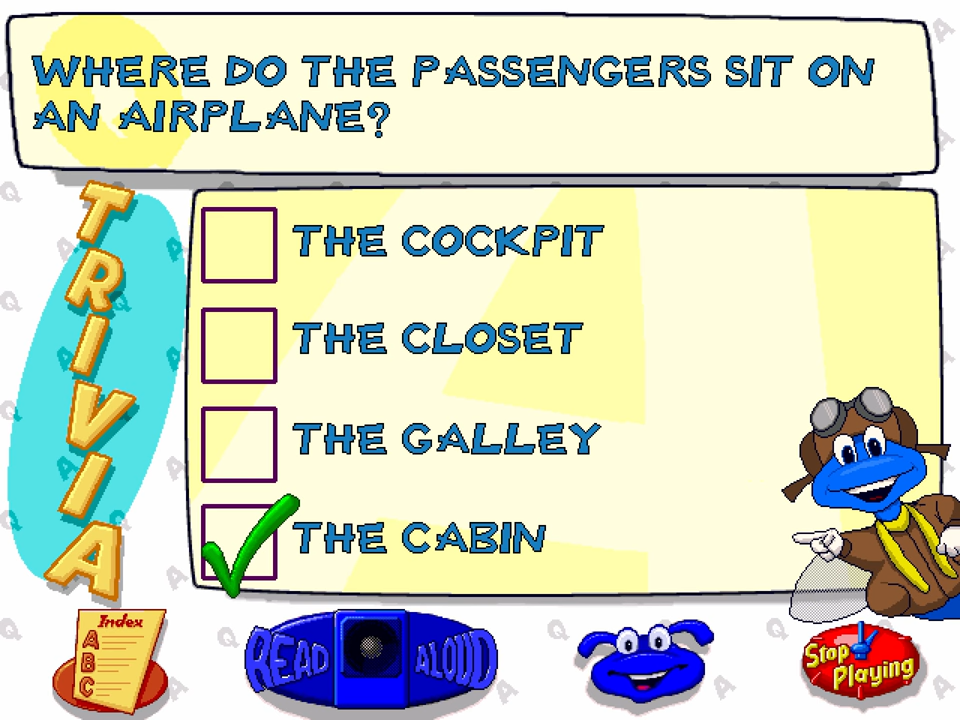 WHERE DO THE PASSENGERS SIT ON
AN AIRPLANE?
TRIVIA
THE COCKPIT
THE CLOSET
THE GALLEY
THE CABIN
Index
A
B
C
READ ALOUD
Stop
Playing